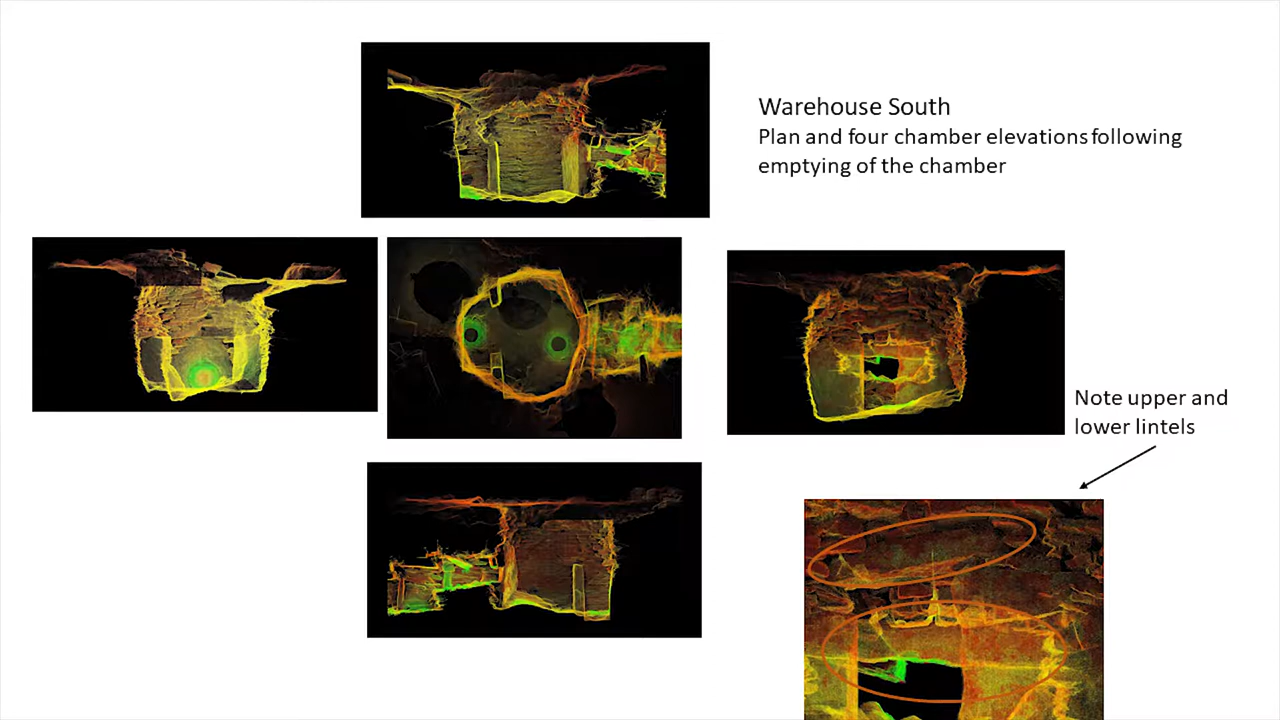 Warehouse South
Plan and four chamber elevations following
emptying of the chamber
Note upper and
lower lintels